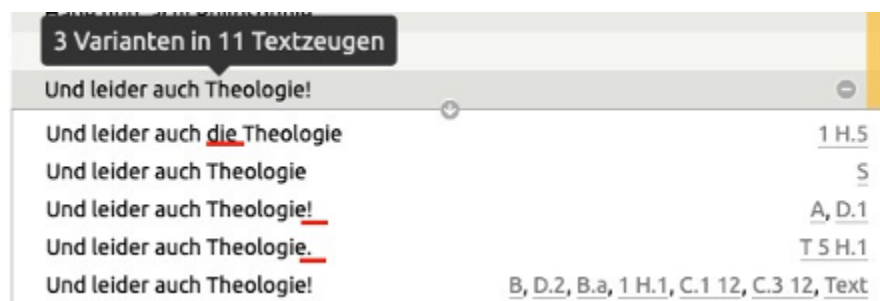 3 Varianten in 11 Textzeugen
Und leider auch Theologie!
Und leider auch die Theologie 1 H.5
Und leider auch Theologie S
Und leider auch Theologie! A, D.1
Und leider auch Theologie. T 5 H.1
Und leider auch Theologie! B, D.2, B.a, 1 H.1, C.1 12, C.3 12, Text